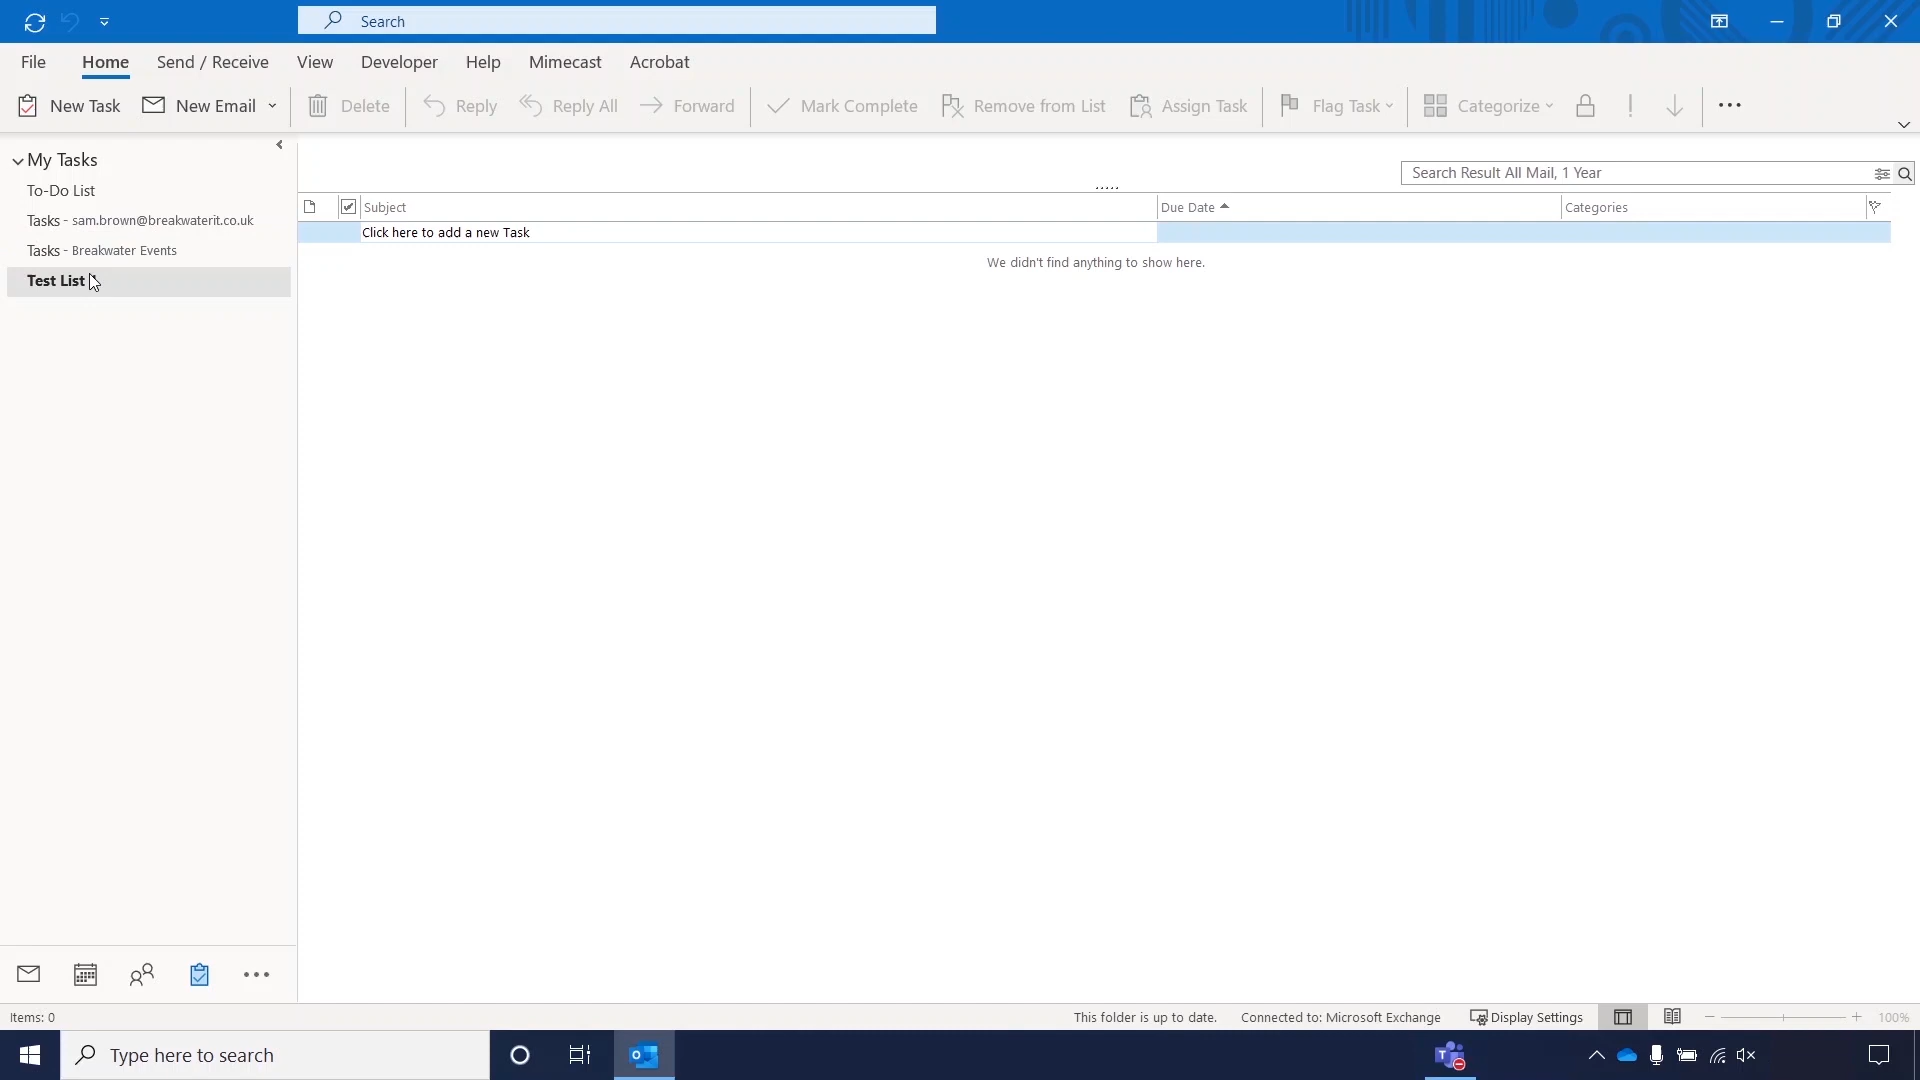 Search
File Home Send / Receive View Developer Help Mimecast Acrobat
New Task New Email Delete Reply Reply All Forward Mark Complete Remove from List Assign Task Flag Task Categorize
My Tasks
To-Do List
Tasks - sam.brown@breakwaterit.co.uk
Tasks - Breakwater Events
Test List
Search Result All Mail, 1 Year
Subject Due Date Categories
Click here to add a new Task
We didn't find anything to show here.
Items: 0 This folder is up to date. Connected to: Microsoft Exchange Display Settings 100%
Type here to search